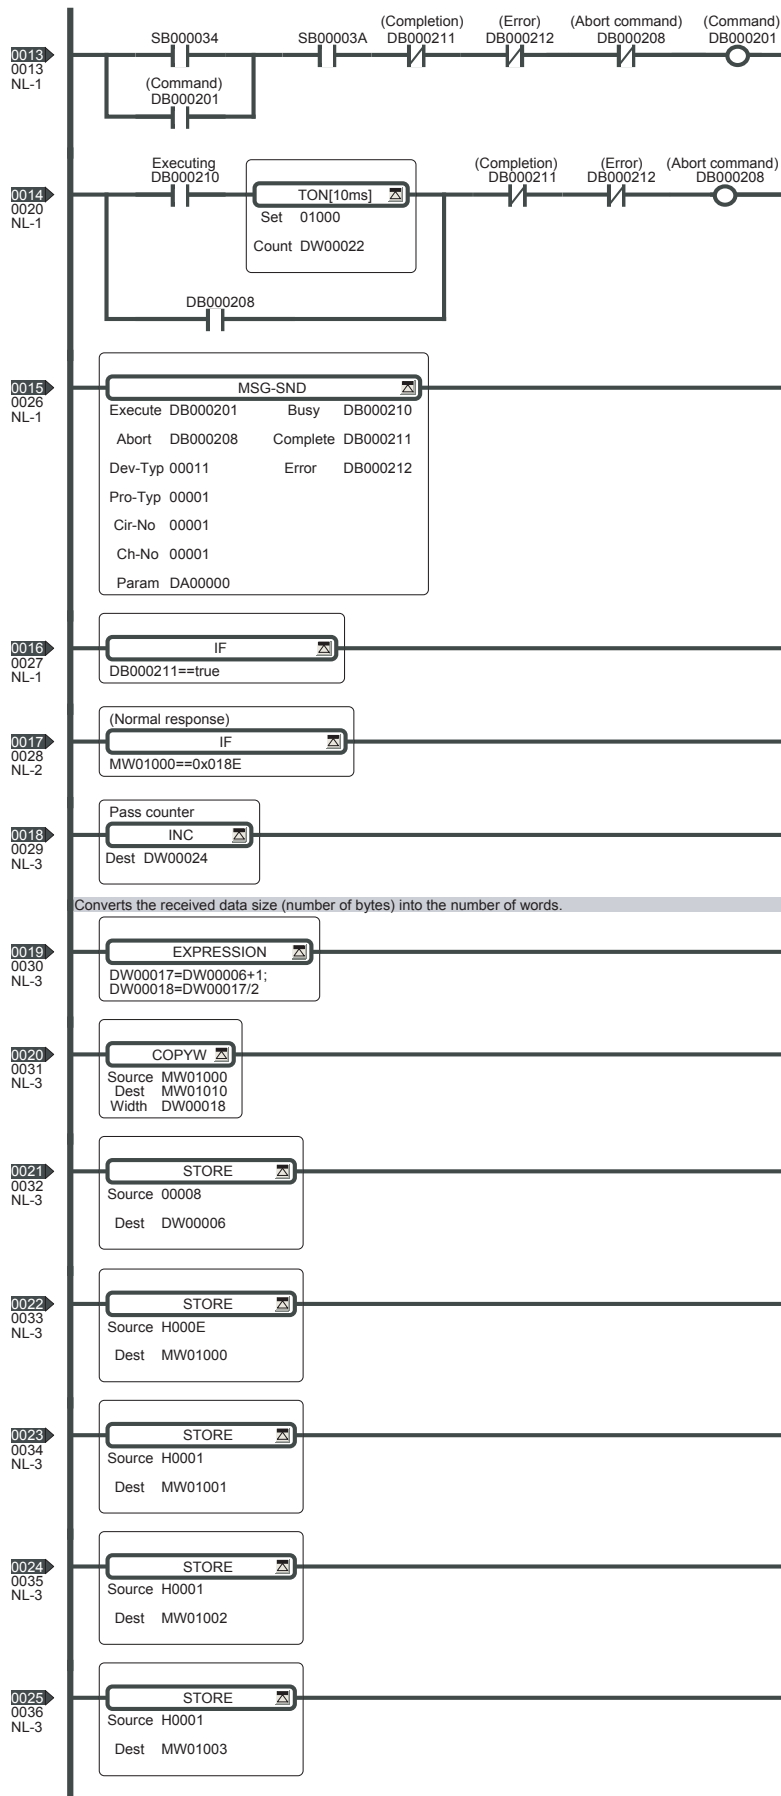 (Completion) (Error) (Abort command) (Command)
SB000034 SB00003A DB000211 DB000212 DB000208 DB000201
0013
0013
NL-1
(Command)
DB000201
Executing (Completion) (Error) (Abort command)
DB000210 DB000211 DB000212 DB000208
0014
0020
NL-1
TON[10ms]
Set 01000
Count DW00022
DB000208
0015
0026
NL-1
MSG-SND
Execute DB000201 Busy DB000210
Abort DB000208 Complete DB000211
Dev-Typ 00011 Error DB000212
Pro-Typ 00001
Cir-No 00001
Ch-No 00001
Param DA00000
0016
0027
NL-1
IF
DB000211==true
(Normal response)
0017
0028
NL-2
IF
MW01000==0x018E
Pass counter
0018
0029
NL-3
INC
Dest DW00024
Converts the received data size (number of bytes) into the number of words.
0019
0030
NL-3
EXPRESSION
DW00017=DW00006+1;
DW00018=DW00017/2
0020
0031
NL-3
COPYW
Source MW01000
Dest MW01010
Width DW00018
0021
0032
NL-3
STORE
Source 00008
Dest DW00006
0022
0033
NL-3
STORE
Source H000E
Dest MW01000
0023
0034
NL-3
STORE
Source H0001
Dest MW01001
0024
0035
NL-3
STORE
Source H0001
Dest MW01002
0025
0036
NL-3
STORE
Source H0001
Dest MW01003